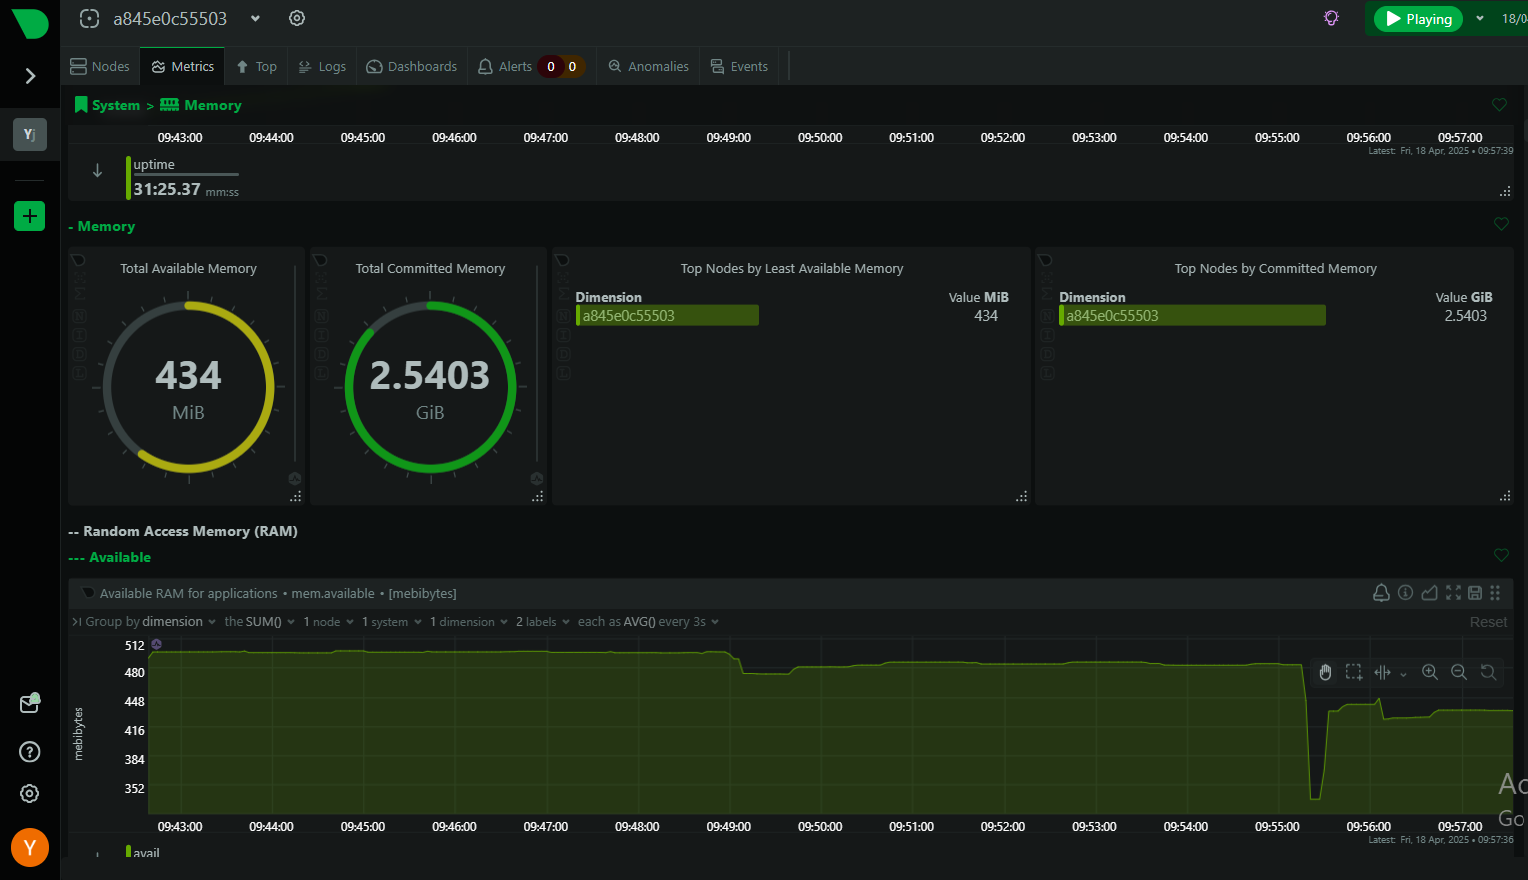 a845e0c55503
Playing
18/0
Nodes Metrics Top Logs Dashboards Alerts 0 0 Anomalies Events
Yj
System > Memory
09:43:00 09:44:00 09:45:00 09:46:00 09:47:00 09:48:00 09:49:00 09:50:00 09:51:00 09:52:00 09:53:00 09:54:00 09:55:00 09:56:00 09:57:00
Latest: Fri, 18 Apr, 2025 • 09:57:39
uptime
31:25.37 mm:ss
- Memory
Total Available Memory
434
MiB
Total Committed Memory
2.5403
GiB
Top Nodes by Least Available Memory
Dimension Value MiB
a845e0c55503 434
Top Nodes by Committed Memory
Dimension Value GiB
a845e0c55503 2.5403
-- Random Access Memory (RAM)
--- Available
Available RAM for applications • mem.available • [mebibytes]
Group by dimension the SUM() 1 node 1 system 1 dimension 2 labels each as AVG() every 3s Reset
512
480
448
416
384
352
mebibytes
09:43:00 09:44:00 09:45:00 09:46:00 09:47:00 09:48:00 09:49:00 09:50:00 09:51:00 09:52:00 09:53:00 09:54:00 09:55:00 09:56:00 09:57:00
Latest: Fri, 18 Apr, 2025 • 09:57:36
avail
Ac
Go
Y